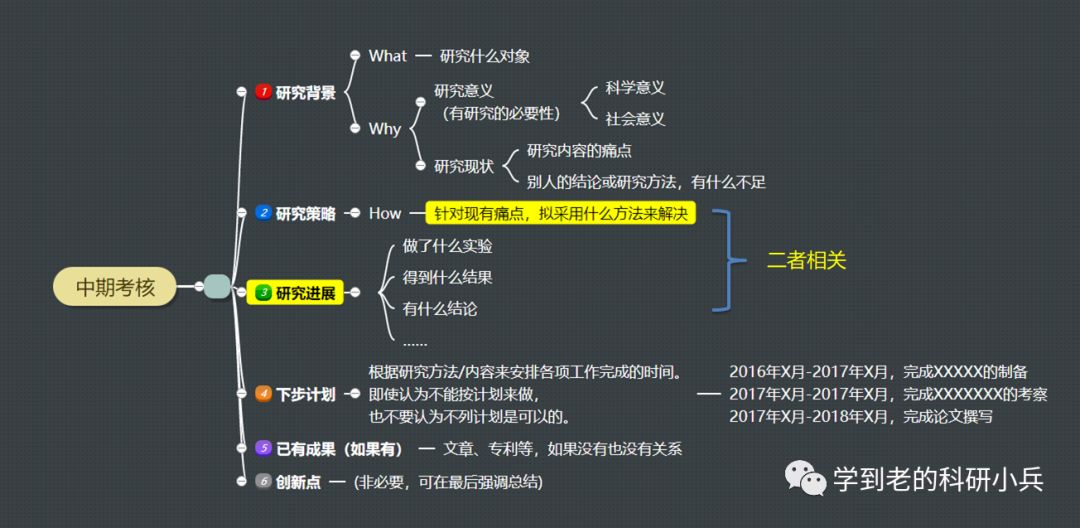 中期考核
1 研究背景
What
研究什么对象
Why
研究意义
（有研究的必要性）
科学意义
社会意义
研究现状
研究内容的痛点
别人的结论或研究方法，有什么不足
2 研究策略
How
针对现有痛点，拟采用什么方法来解决
3 研究进展
做了什么实验
得到什么结果
有什么结论
......
二者相关
4 下步计划
根据研究方法/内容来安排各项工作完成的时间。
即使认为不能按计划来做，
也不要认为不列计划是可以的。
2016年X月-2017年X月，完成XXXXX的制备
2017年X月-2017年X月，完成XXXXXXX的考察
2017年X月-2018年X月，完成论文撰写
5 已有成果（如果有）
文章、专利等，如果没有也没有关系
6 创新点
(非必要，可在最后强调总结)
学到老的科研小兵